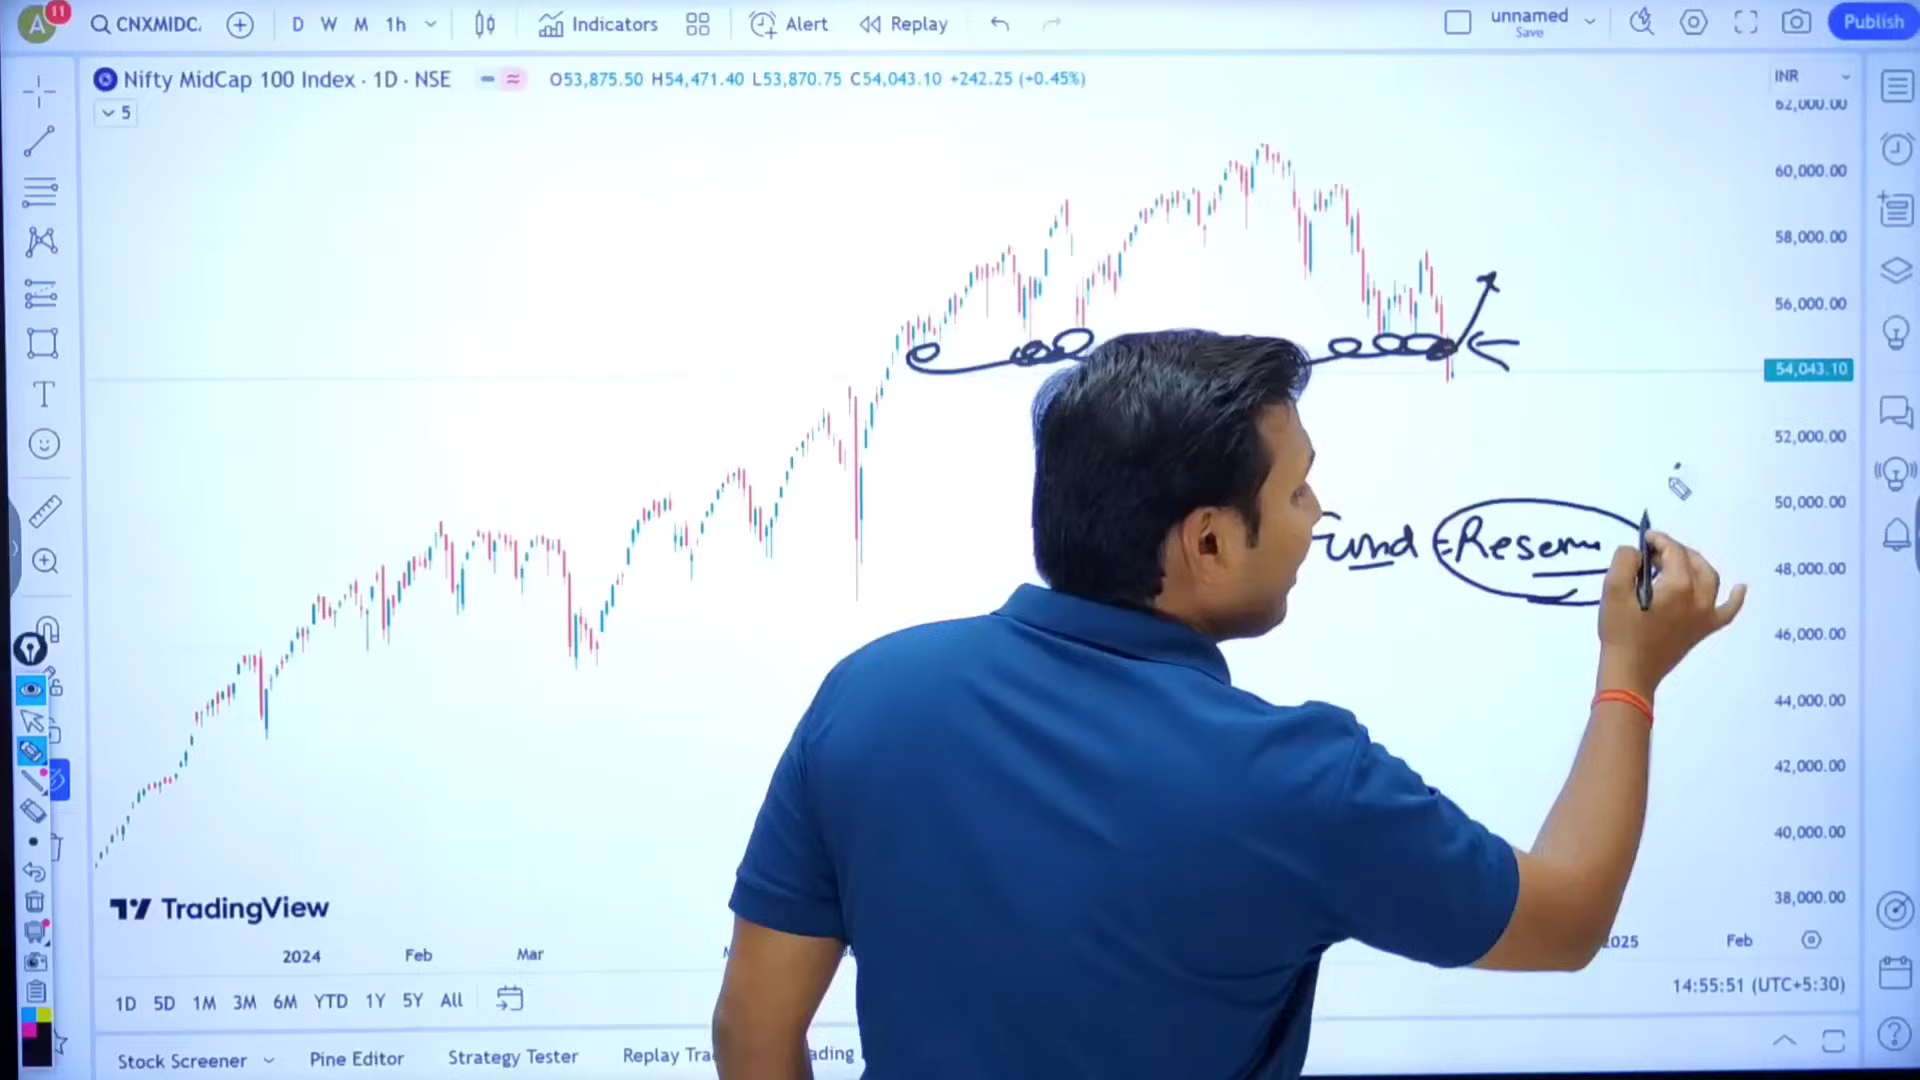 A 11 CNXMIDC. D W M 1h Indicators Alert Replay unnamed Save Publish
Nifty MidCap 100 Index · 1D · NSE O53,875.50 H54,471.40 L53,870.75 C54,043.10 +242.25 (+0.45%) INR
5
62,000.00
60,000.00
58,000.00
56,000.00
54,043.10
52,000.00
50,000.00
Fund
48,000.00
46,000.00
44,000.00
42,000.00
40,000.00
38,000.00
TradingView
2024 Feb Mar 2025 Feb
1D 5D 1M 3M 6M YTD 1Y 5Y All 14:55:51 (UTC+5:30)
Stock Screener Pine Editor Strategy Tester Replay Tra ading